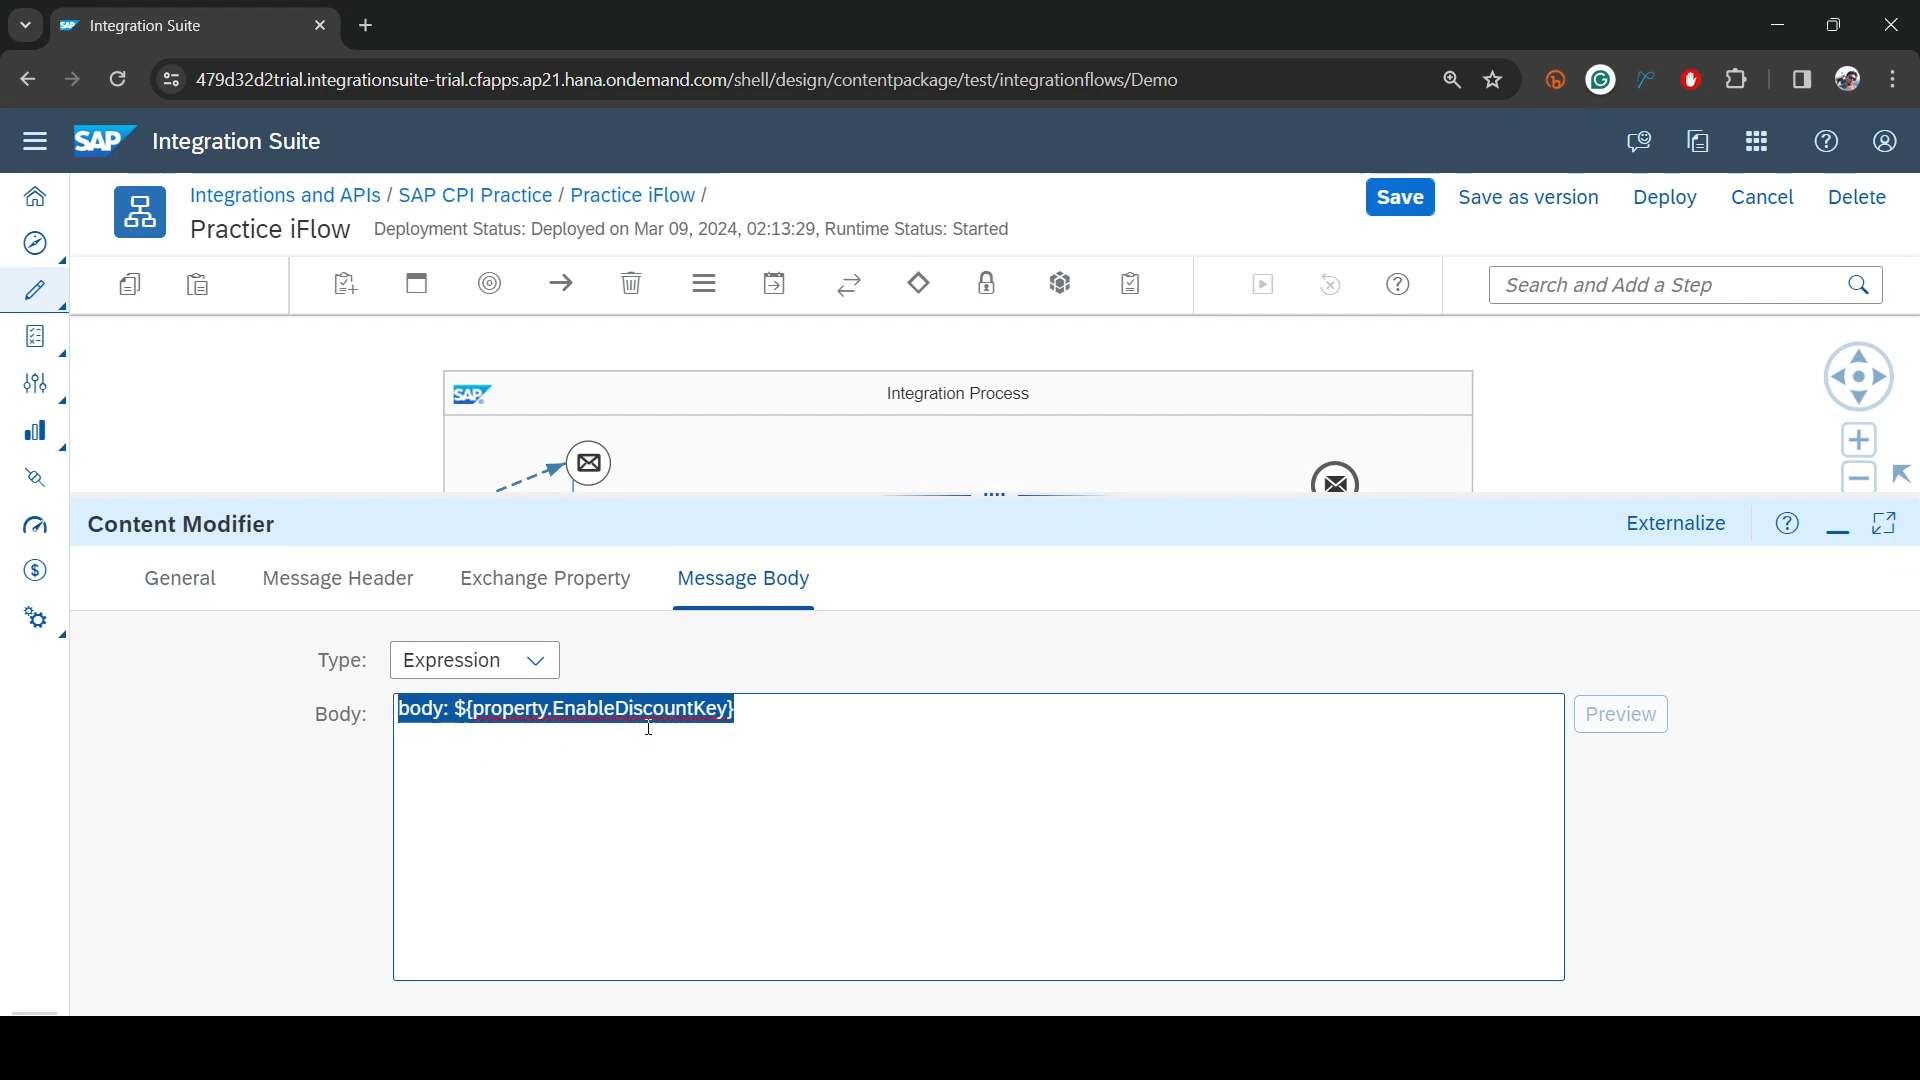 SAP Integration Suite
479d32d2trial.integrationsuite-trial.cfapps.ap21.hana.ondemand.com/shell/design/contentpackage/test/integrationflows/Demo
SAP Integration Suite
Integrations and APIs / SAP CPI Practice / Practice iFlow /
Save Save as version Deploy Cancel Delete
Practice iFlow Deployment Status: Deployed on Mar 09, 2024, 02:13:29, Runtime Status: Started
Search and Add a Step
SAP Integration Process
Content Modifier Externalize
General Message Header Exchange Property Message Body
Type: Expression
Body: body: ${property.EnableDiscountKey} Preview